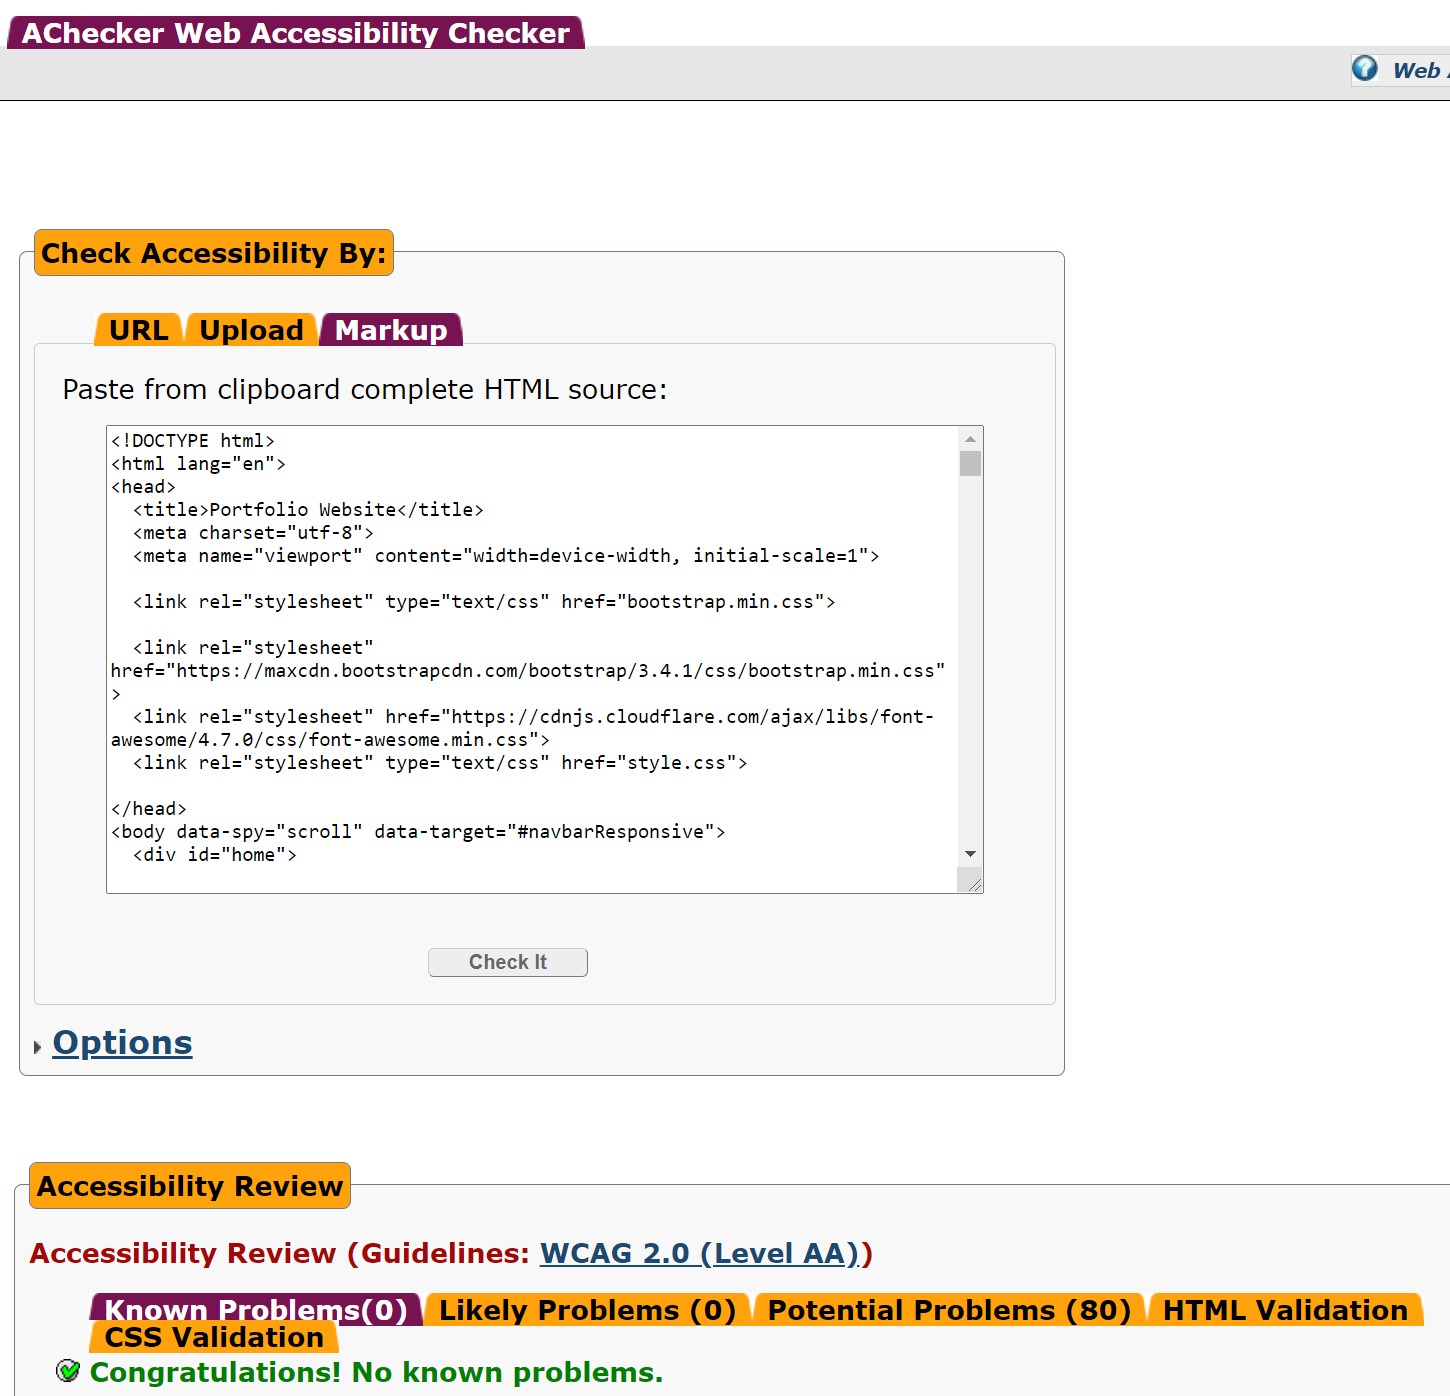 AChecker Web Accessibility Checker
Web
Check Accessibility By:
URL Upload Markup
Paste from clipboard complete HTML source:
<!DOCTYPE html>
<html lang="en">
<head>
<title>Portfolio Website</title>
<meta charset="utf-8">
<meta name="viewport" content="width=device-width, initial-scale=1">
<link rel="stylesheet" type="text/css" href="bootstrap.min.css">
<link rel="stylesheet"
href="https://maxcdn.bootstrapcdn.com/bootstrap/3.4.1/css/bootstrap.min.css"
>
<link rel="stylesheet" href="https://cdnjs.cloudflare.com/ajax/libs/font-
awesome/4.7.0/css/font-awesome.min.css">
<link rel="stylesheet" type="text/css" href="style.css">
</head>
<body data-spy="scroll" data-target="#navbarResponsive">
<div id="home">
Check It
Options
Accessibility Review
Accessibility Review (Guidelines: WCAG 2.0 (Level AA))
Known Problems(0) Likely Problems (0) Potential Problems (80) HTML Validation
CSS Validation
Congratulations! No known problems.